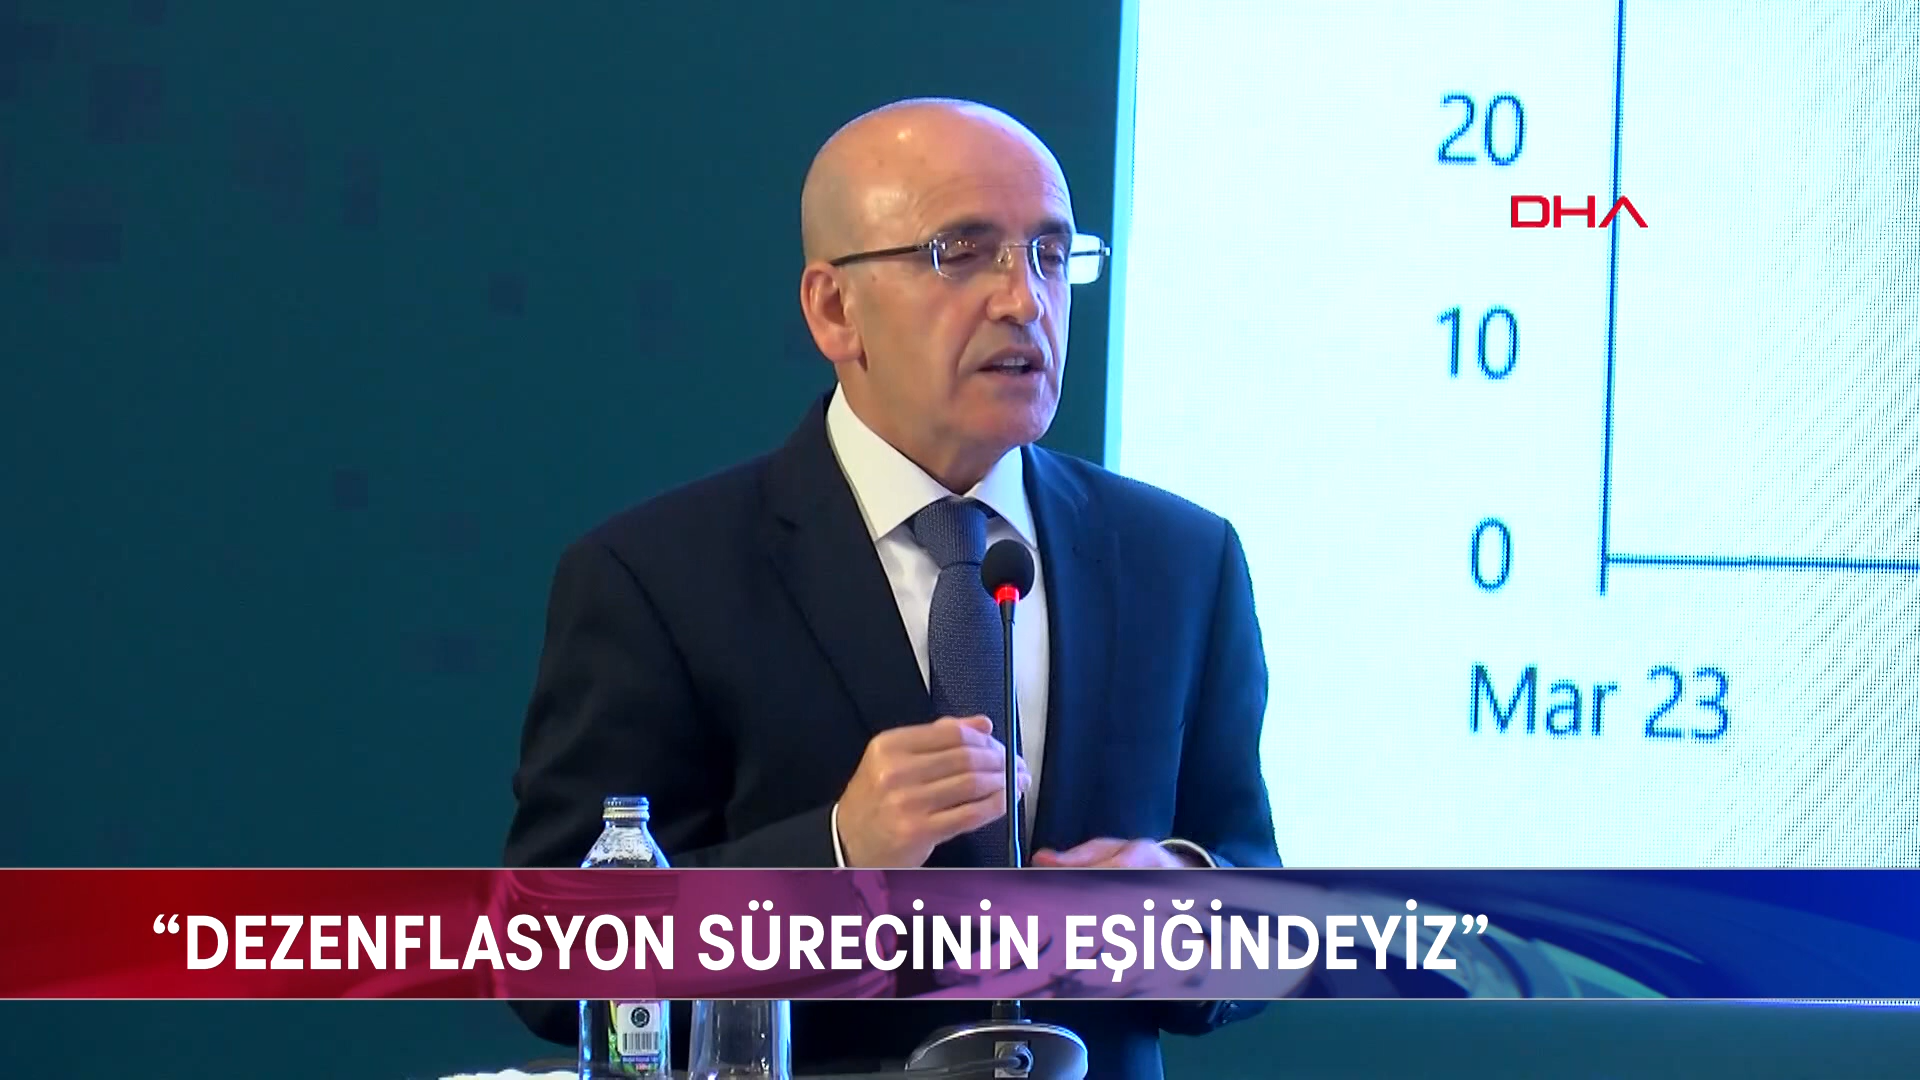 20
DHA
10
0
Mar 23
“DEZENFLASYON SÜRECİNİN EŞİĞİNDEYİZ”